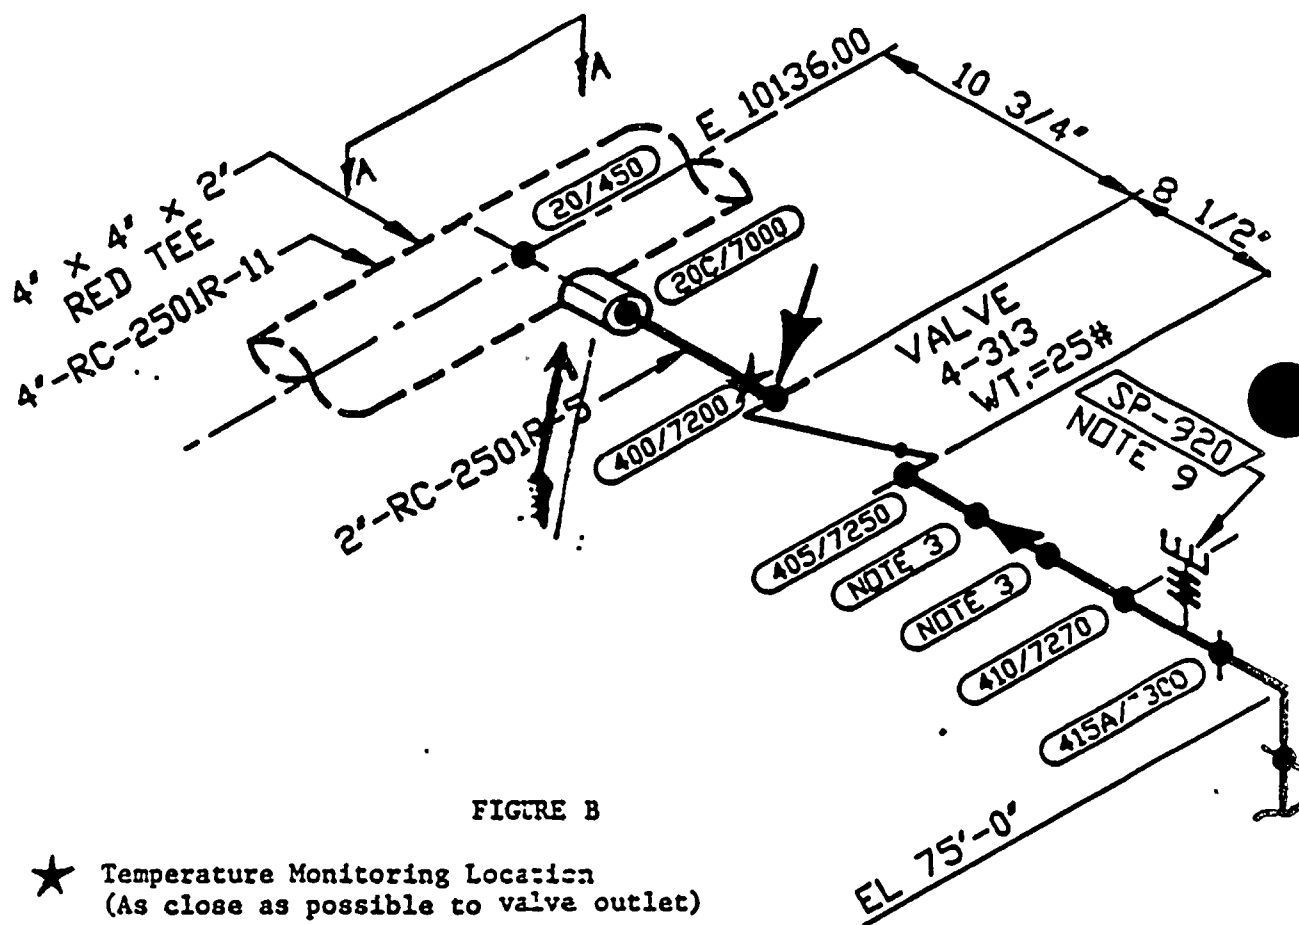 A
A
E 10136.00
10 3/4"
8 1/2"
4" × 4" × 2"
RED TEE
4"-RC-2501R-11
20/450
20C/7000
2"-RC-2501R-5
400/7200
VALVE
4-313
WT.=25#
SP-920
NOTE 9
405/7250
NOTE 3
NOTE 3
410/7270
415A/
EL 75'-0"
FIGURE B
★ Temperature Monitoring Location
(As close as possible to valve outlet)